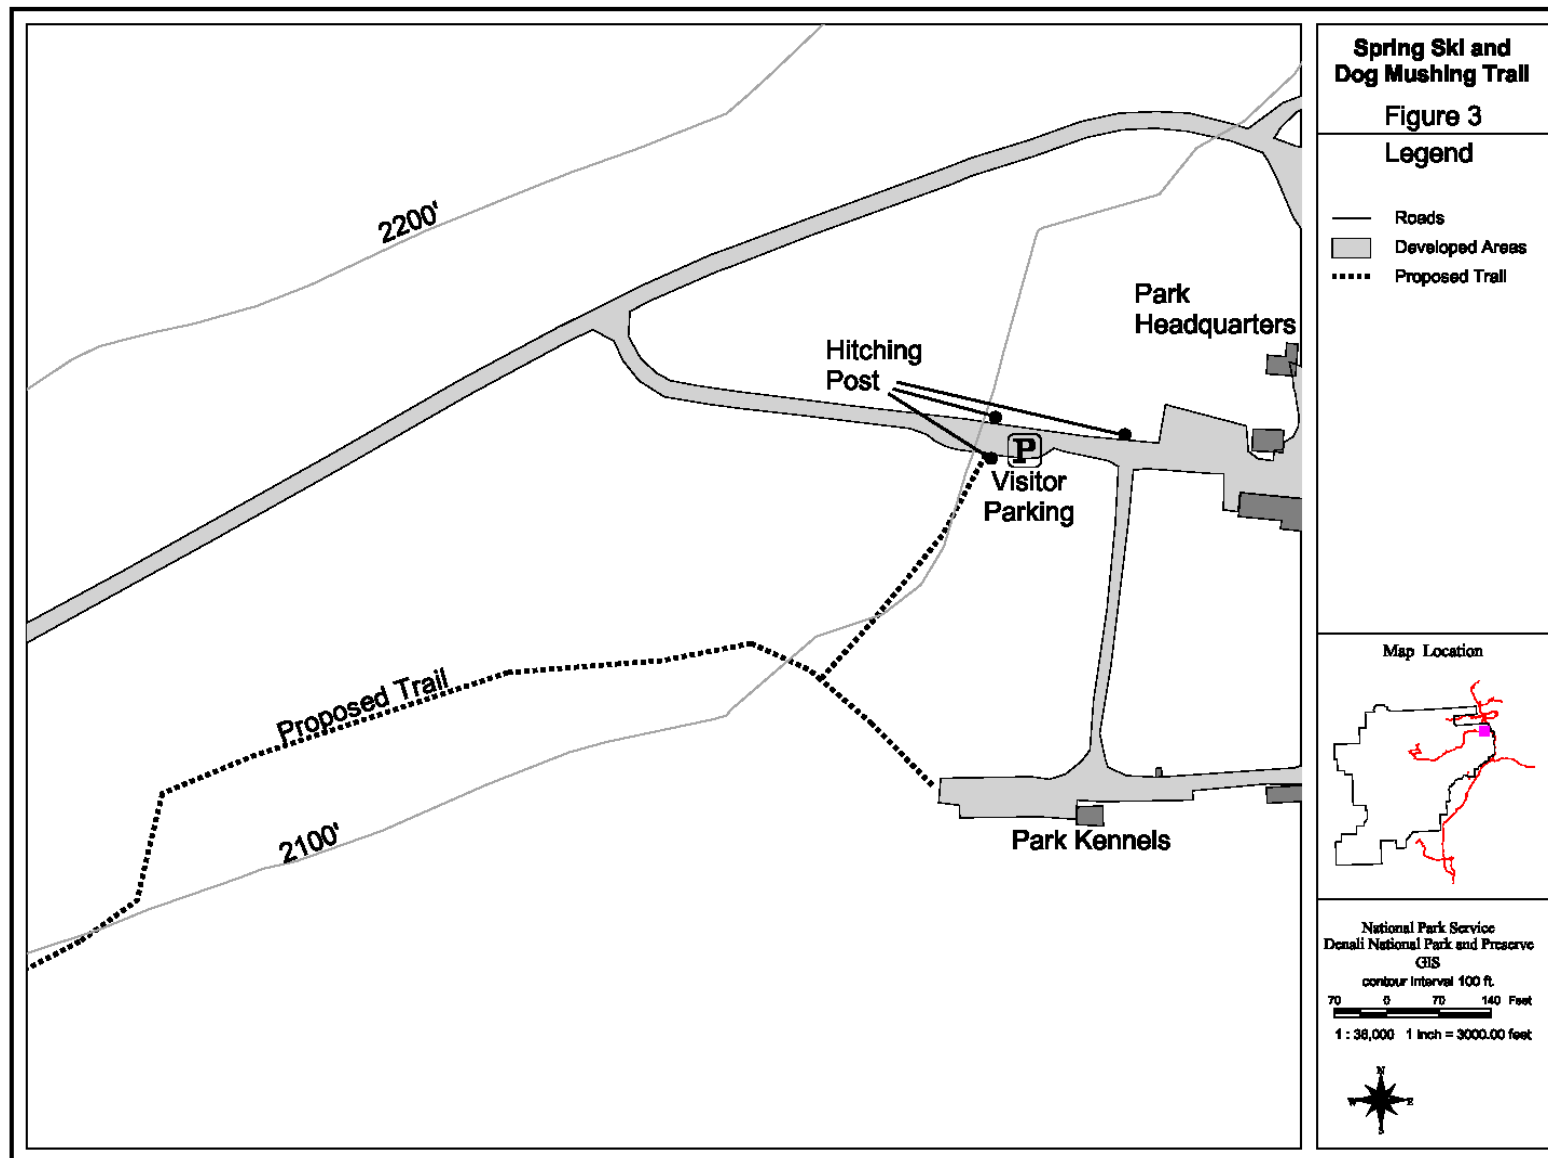 Spring Ski and
Dog Mushing Trail
Figure 3
Legend
Roads
Developed Areas
Proposed Trail
2200'
Park
Headquarters
Hitching
Post
P
Visitor
Parking
Proposed Trail
2100'
Park Kennels
Map Location
National Park Service
Denali National Park and Preserve
GIS
contour interval 100 ft.
70 0 70 140 Feet
1 : 36,000 1 inch = 3000.00 feet
N
W E
S